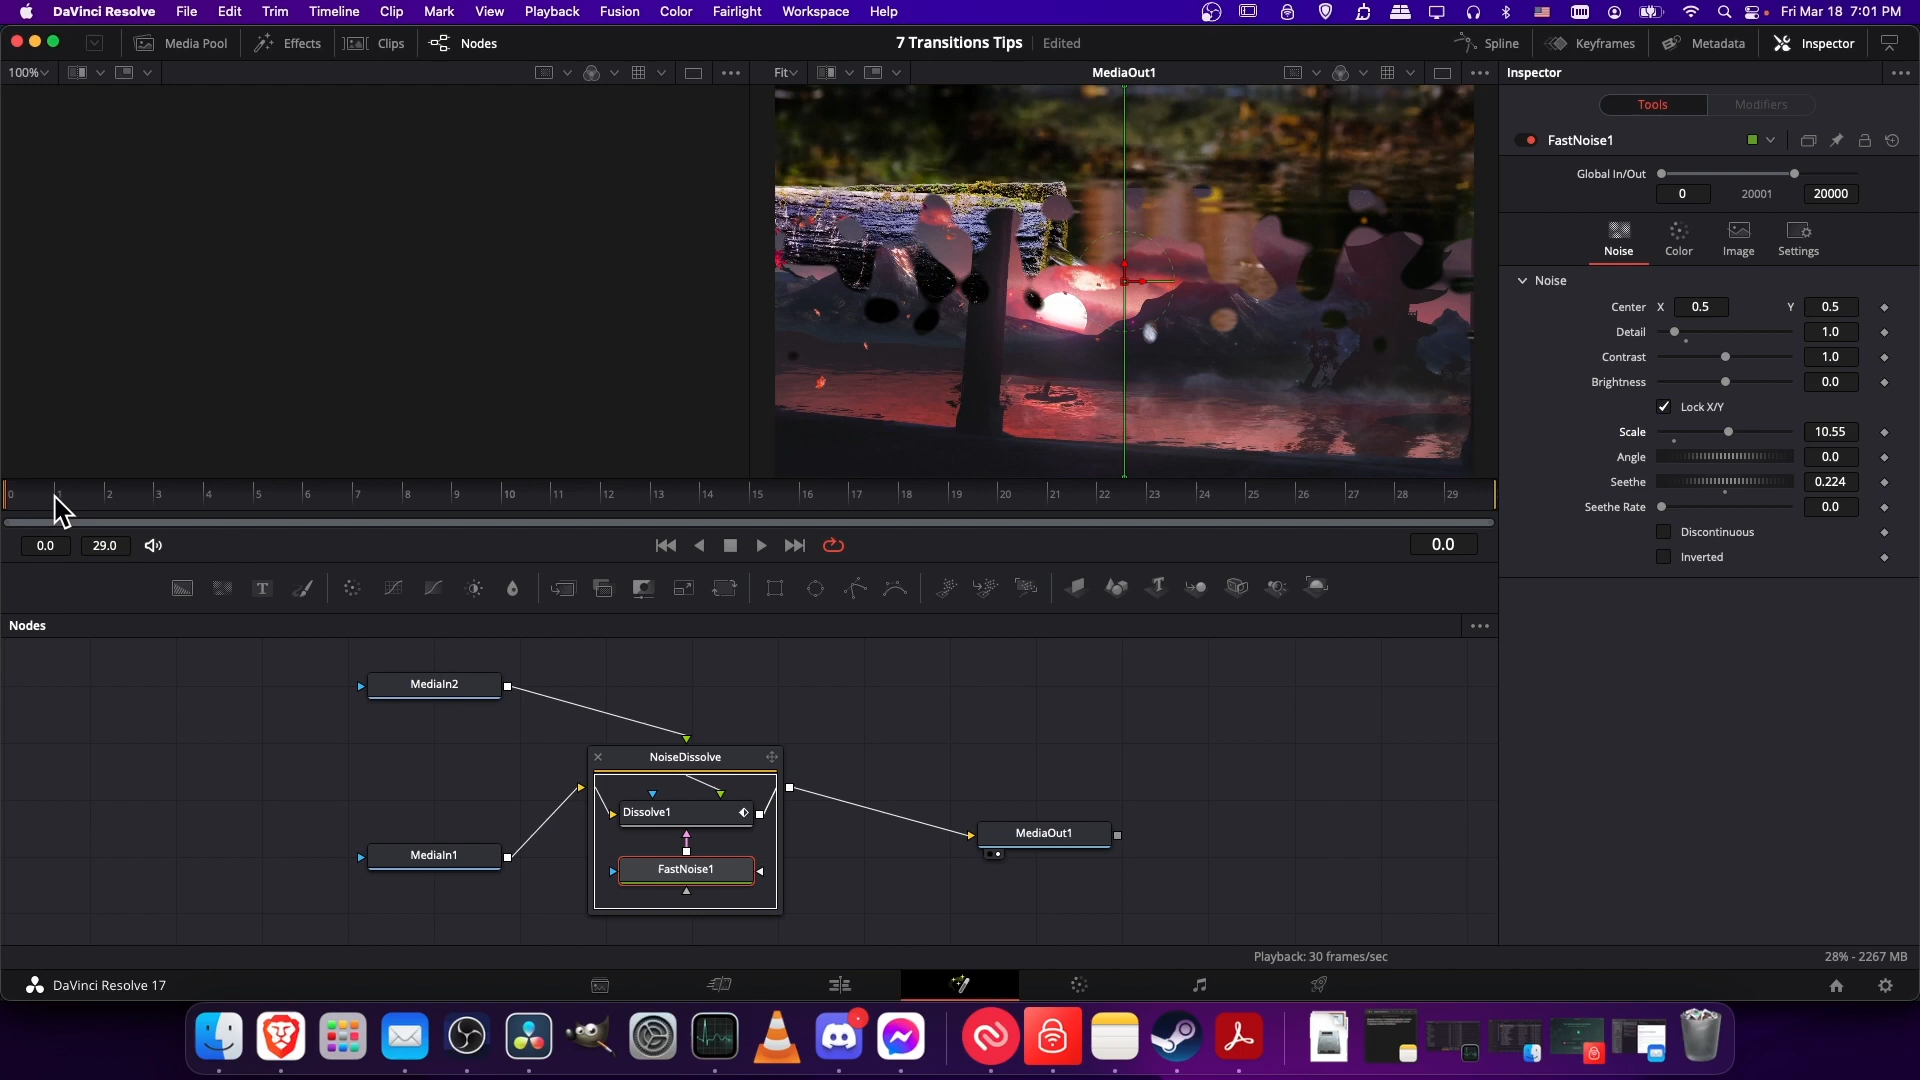 DaVinci Resolve File Edit Trim Timeline Clip Mark View Playback Fusion Color Fairlight Workspace Help Fri Mar 18 7:01 PM
Media Pool Effects Clips Nodes 7 Transitions Tips Edited Spline Keyframes Metadata Inspector
100% Fit MediaOut1 Inspector
Tools Modifiers
FastNoise1
Global In/Out
0 20001 20000
Noise Color Image Settings
Noise
Center X 0.5 Y 0.5
Detail 1.0
Contrast 1.0
Brightness 0.0
Lock X/Y
Scale 10.55
Angle 0.0
Seethe 0.224
Seethe Rate 0.0
Discontinuous
Inverted
0 1 2 3 4 5 6 7 8 9 10 11 12 13 14 15 16 17 18 19 20 21 22 23 24 25 26 27 28 29
0.0 29.0 0.0
T
Nodes
MediaIn2
NoiseDissolve
Dissolve1
MediaOut1
MediaIn1
FastNoise1
Playback: 30 frames/sec 28% - 2267 MB
DaVinci Resolve 17